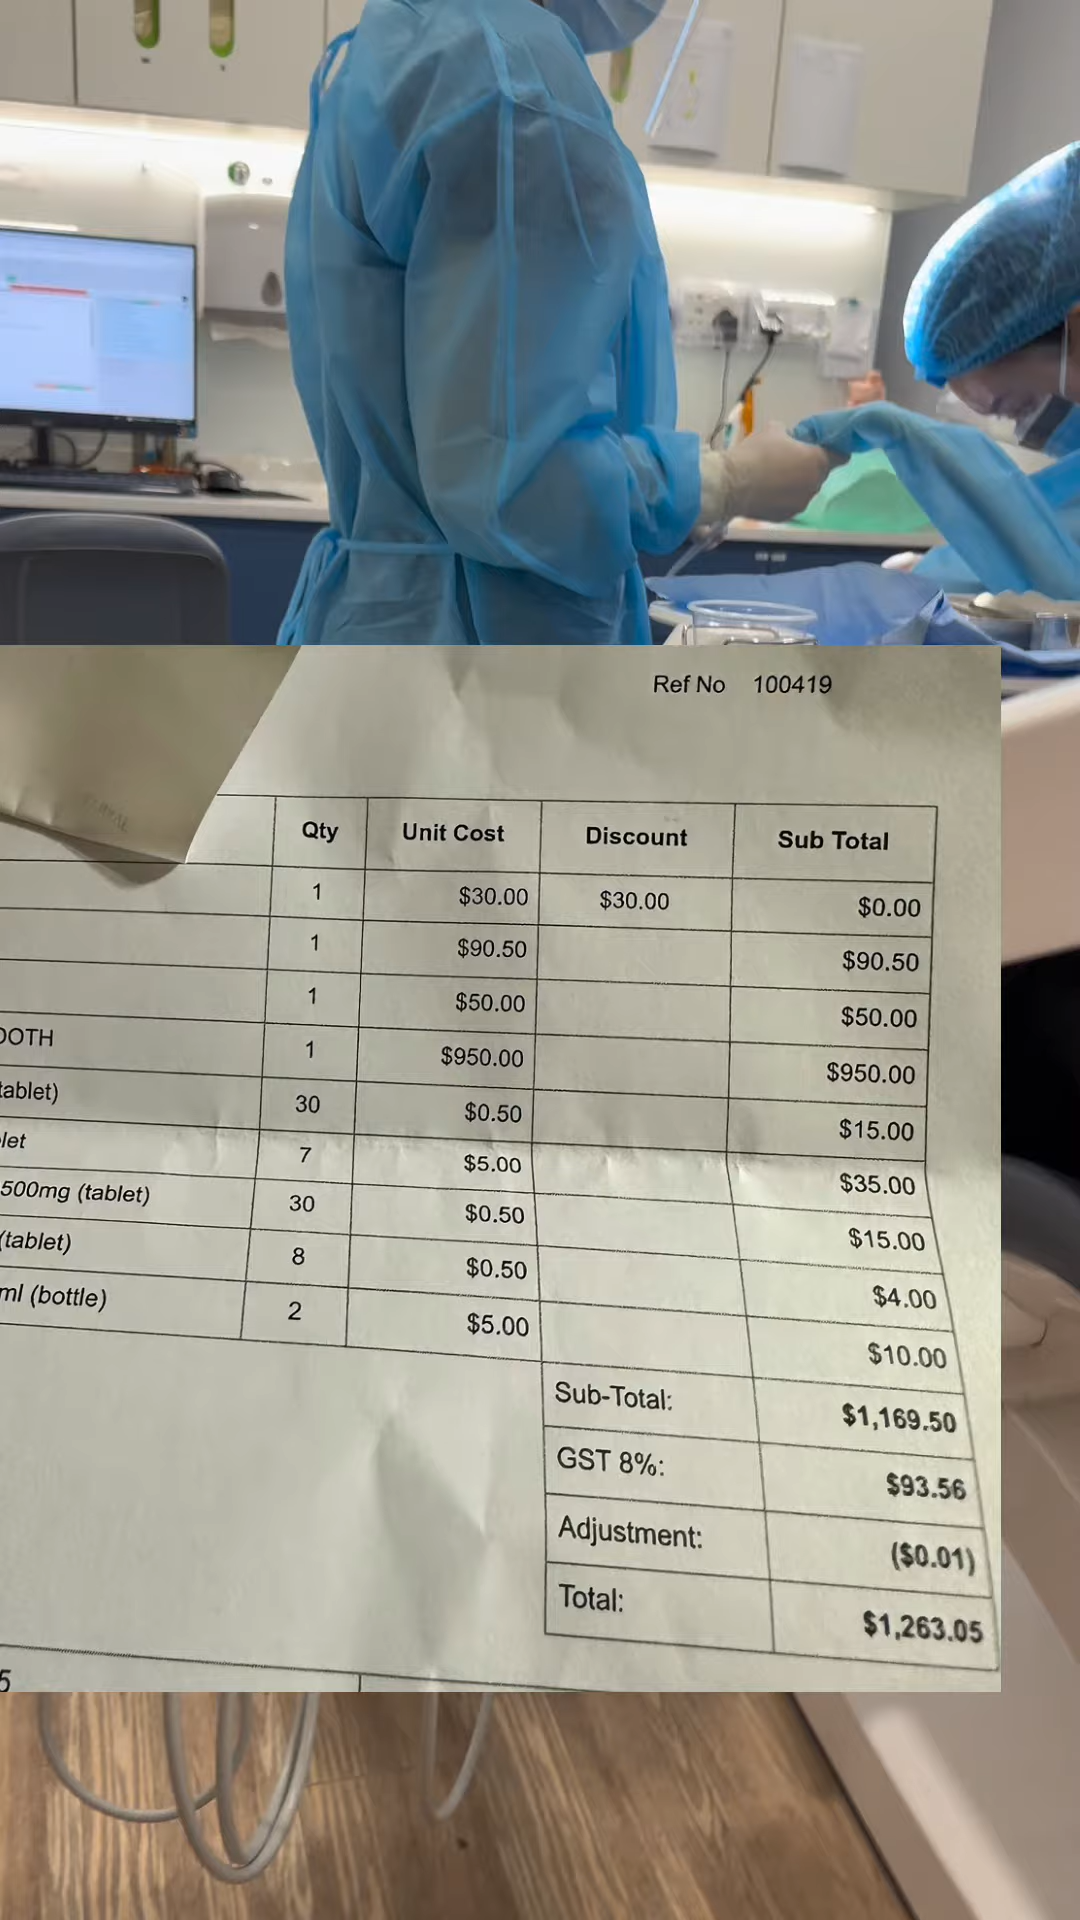 Ref No 100419
Qty Unit Cost Discount Sub Total
1 $30.00 $30.00 $0.00
1 $90.50 $90.50
1 $50.00 $50.00
OOTH 1 $950.00 $950.00
tablet) 30 $0.50 $15.00
let 7 $5.00 $35.00
500mg (tablet) 30 $0.50 $15.00
(tablet) 8 $0.50 $4.00
ml (bottle) 2 $5.00 $10.00
Sub-Total: $1,169.50
GST 8%: $93.56
Adjustment: ($0.01)
Total: $1,263.05
5